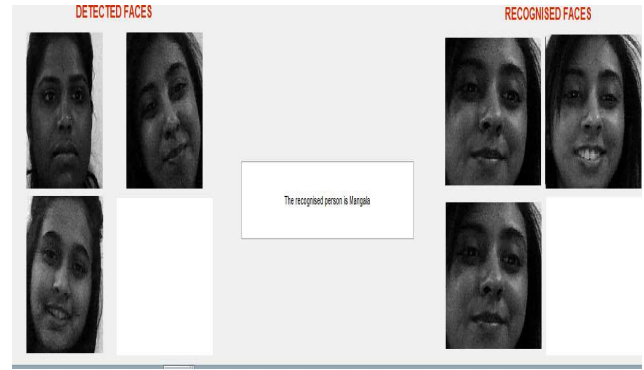 DETECTED FACES
RECOGNISED FACES
The recognised person is Mangala